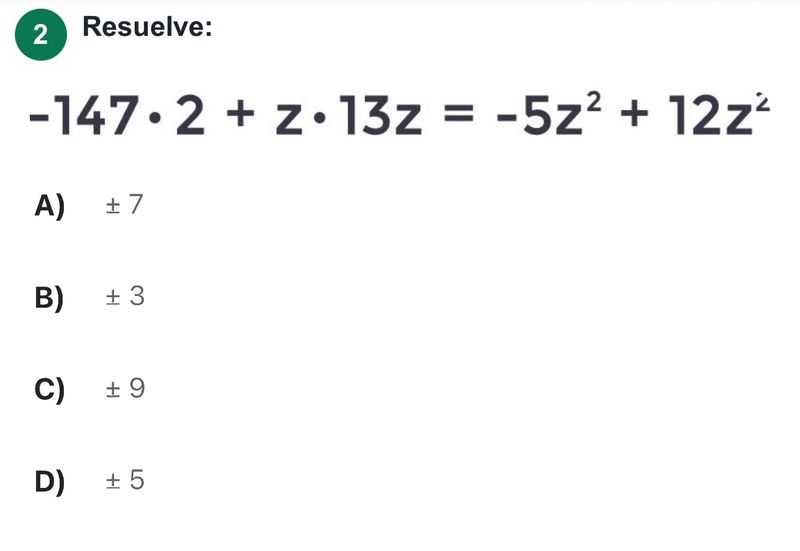 2 Resuelve:
-147·2 + z·13z = -5z² + 12z²
A) ± 7
B) ± 3
C) ± 9
D) ± 5